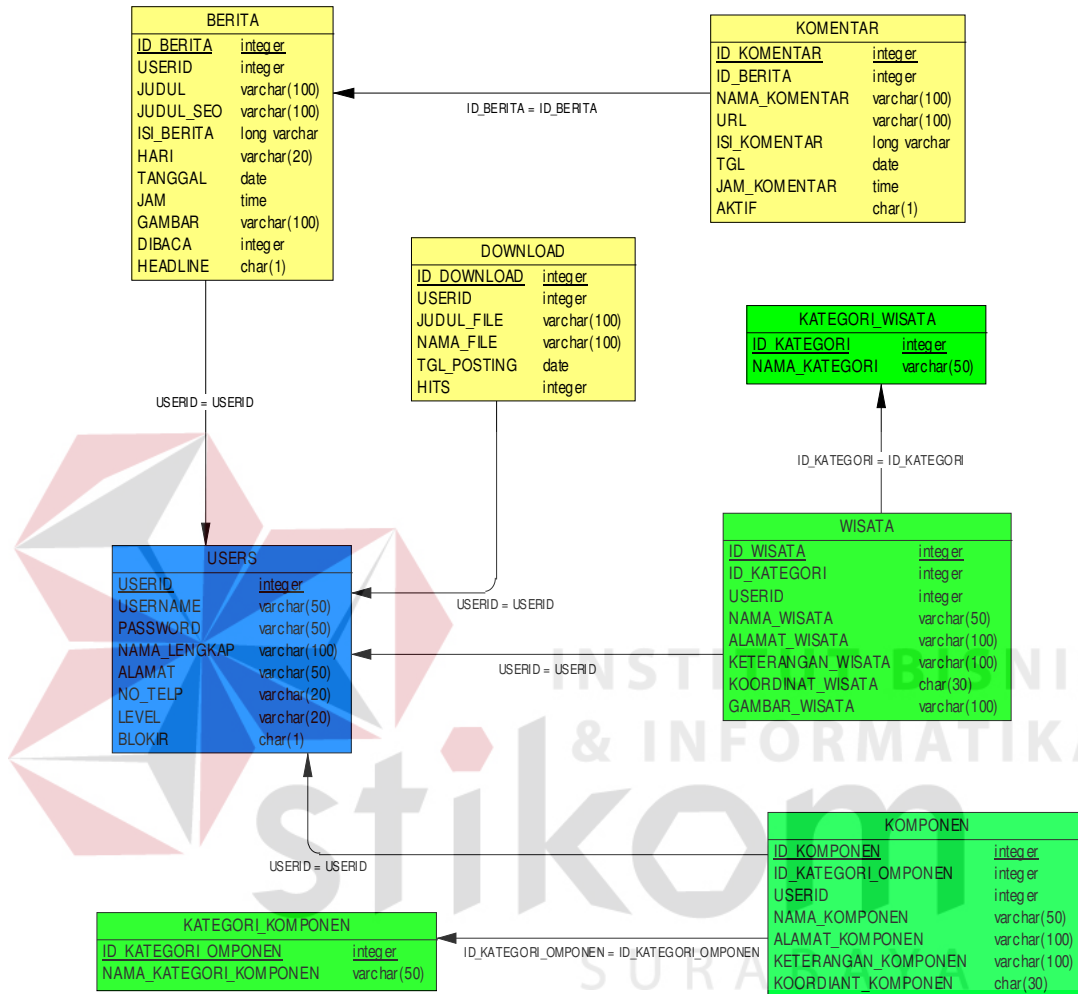 BERITA
ID_BERITA integer
USERID integer
JUDUL varchar(100)
JUDUL_SEO varchar(100)
ISI_BERITA long varchar
HARI varchar(20)
TANGGAL date
JAM time
GAMBAR varchar(100)
DIBACA integer
HEADLINE char(1)
KOMENTAR
ID_KOMENTAR integer
ID_BERITA integer
NAMA_KOMENTAR varchar(100)
URL varchar(100)
ISI_KOMENTAR long varchar
TGL date
JAM_KOMENTAR time
AKTIF char(1)
ID_BERITA = ID_BERITA
DOWNLOAD
ID_DOWNLOAD integer
USERID integer
JUDUL_FILE varchar(100)
NAMA_FILE varchar(100)
TGL_POSTING date
HITS integer
KATEGORI_WISATA
ID_KATEGORI integer
NAMA_KATEGORI varchar(50)
USERID = USERID
ID_KATEGORI = ID_KATEGORI
WISATA
ID_WISATA integer
ID_KATEGORI integer
USERID integer
NAMA_WISATA varchar(50)
ALAMAT_WISATA varchar(100)
KETERANGAN_WISATA varchar(100)
KOORDINAT_WISATA char(30)
GAMBAR_WISATA varchar(100)
USERS
USERID integer
USERNAME varchar(50)
PASSWORD varchar(50)
NAMA_LENGKAP varchar(100)
ALAMAT varchar(50)
NO_TELP varchar(20)
LEVEL varchar(20)
BLOKIR char(1)
USERID = USERID
USERID = USERID
INSTITUT BISNI
& INFORMATIKA
stikom
SURABAYA
USERID = USERID
KOMPONEN
ID_KOMPONEN integer
ID_KATEGORI_OMPONEN integer
USERID integer
NAMA_KOMPONEN varchar(50)
ALAMAT_KOMPONEN varchar(100)
KETERANGAN_KOMPONEN varchar(100)
KOORDIANT_KOMPONEN char(30)
KATEGORI_KOMPONEN
ID_KATEGORI_OMPONEN integer
NAMA_KATEGORI_KOMPONEN varchar(50)
ID_KATEGORI_OMPONEN = ID_KATEGORI_OMPONEN